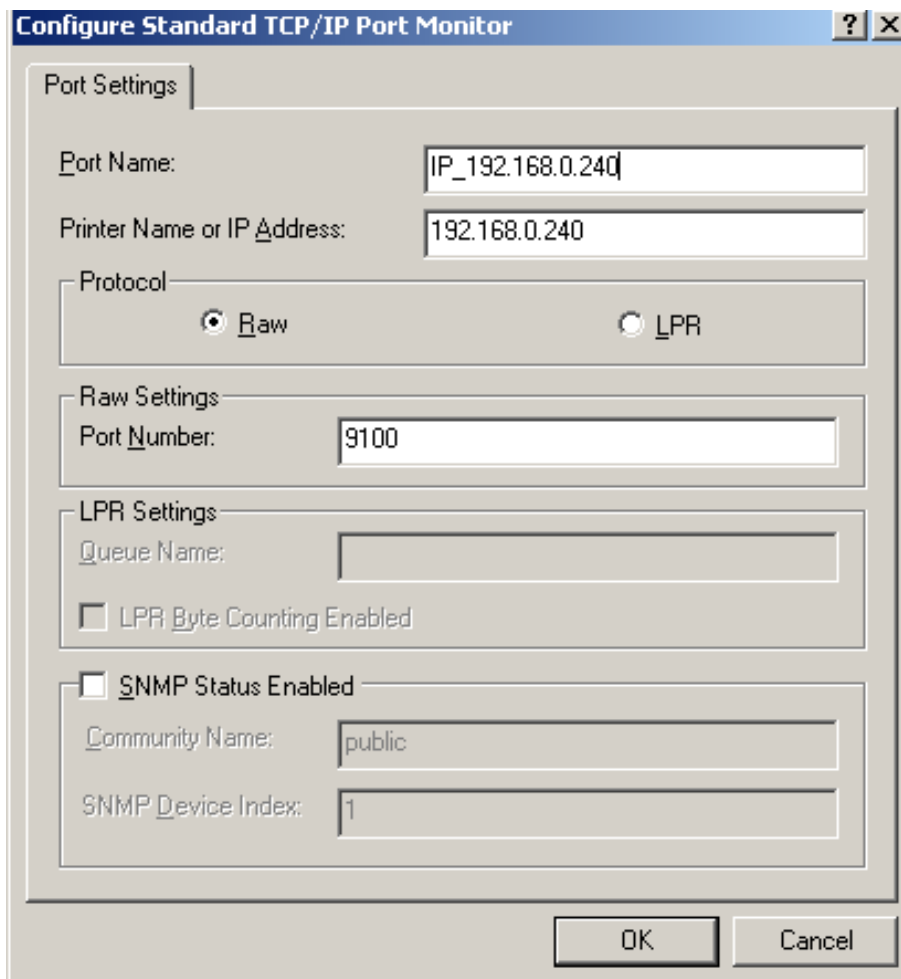 Configure Standard TCP/IP Port Monitor
Port Settings
Port Name: IP_192.168.0.240
Printer Name or IP Address: 192.168.0.240
Protocol
Raw LPR
Raw Settings
Port Number: 9100
LPR Settings
Queue Name:
LPR Byte Counting Enabled
SNMP Status Enabled
Community Name: public
SNMP Device Index: 1
OK Cancel